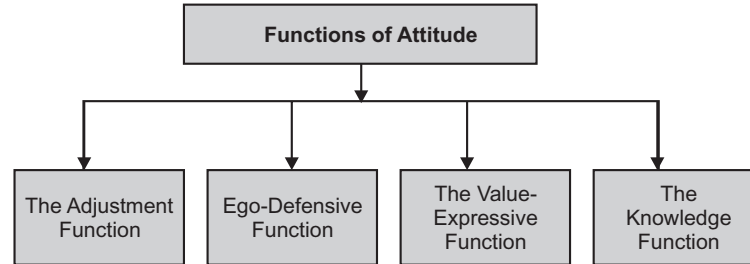 Functions of Attitude
The Adjustment
Function
Ego-Defensive
Function
The Value-
Expressive
Function
The
Knowledge
Function